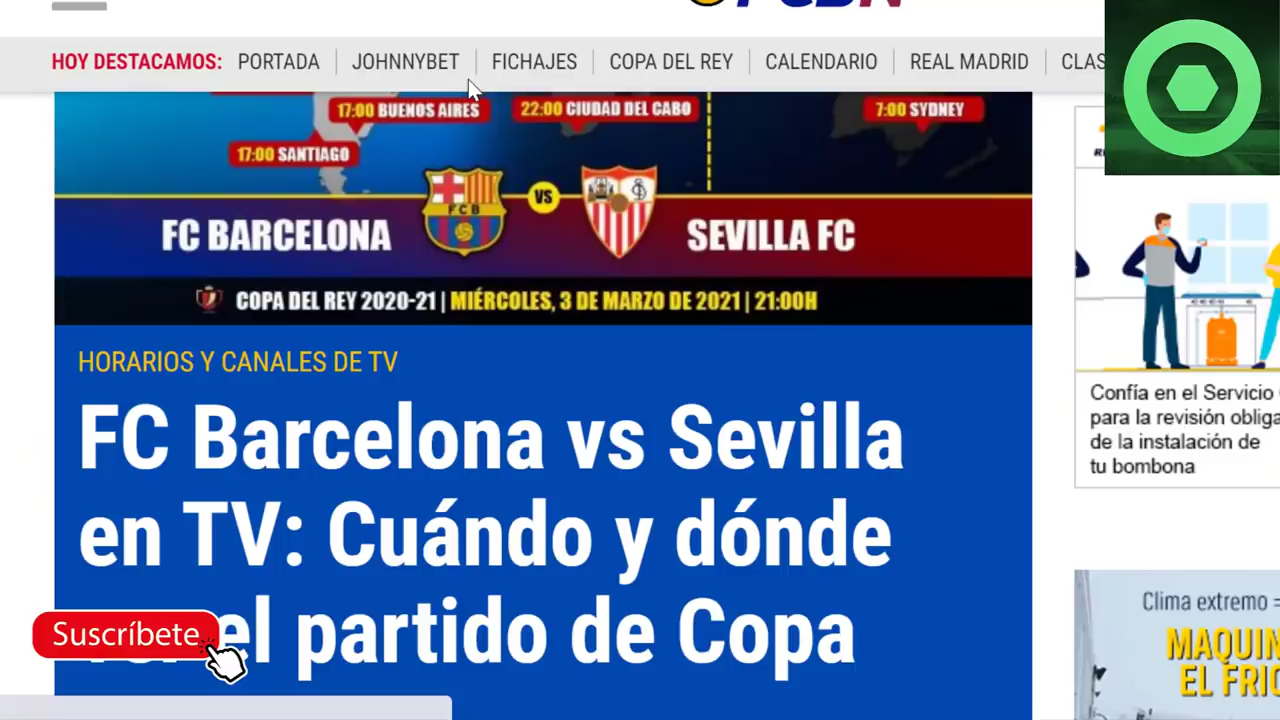 HOY DESTACAMOS: PORTADA JOHNNYBET FICHAJES COPA DEL REY CALENDARIO REAL MADRID CLAS
17:00 BUENOS AIRES 22:00 CIUDAD DEL CABO 7:00 SYDNEY
17:00 SANTIAGO
VS
FCB
FC BARCELONA SEVILLA FC
COPA DEL REY 2020-21 | MIÉRCOLES, 3 DE MARZO DE 2021 | 21:00H
HORARIOS Y CANALES DE TV
FC Barcelona vs Sevilla
en TV: Cuándo y dónde
el partido de Copa
Suscríbete
Confía en el Servicio
para la revisión obliga
de la instalación de
tu bombona
Clima extremo =
MAQUIN
EL FRIO